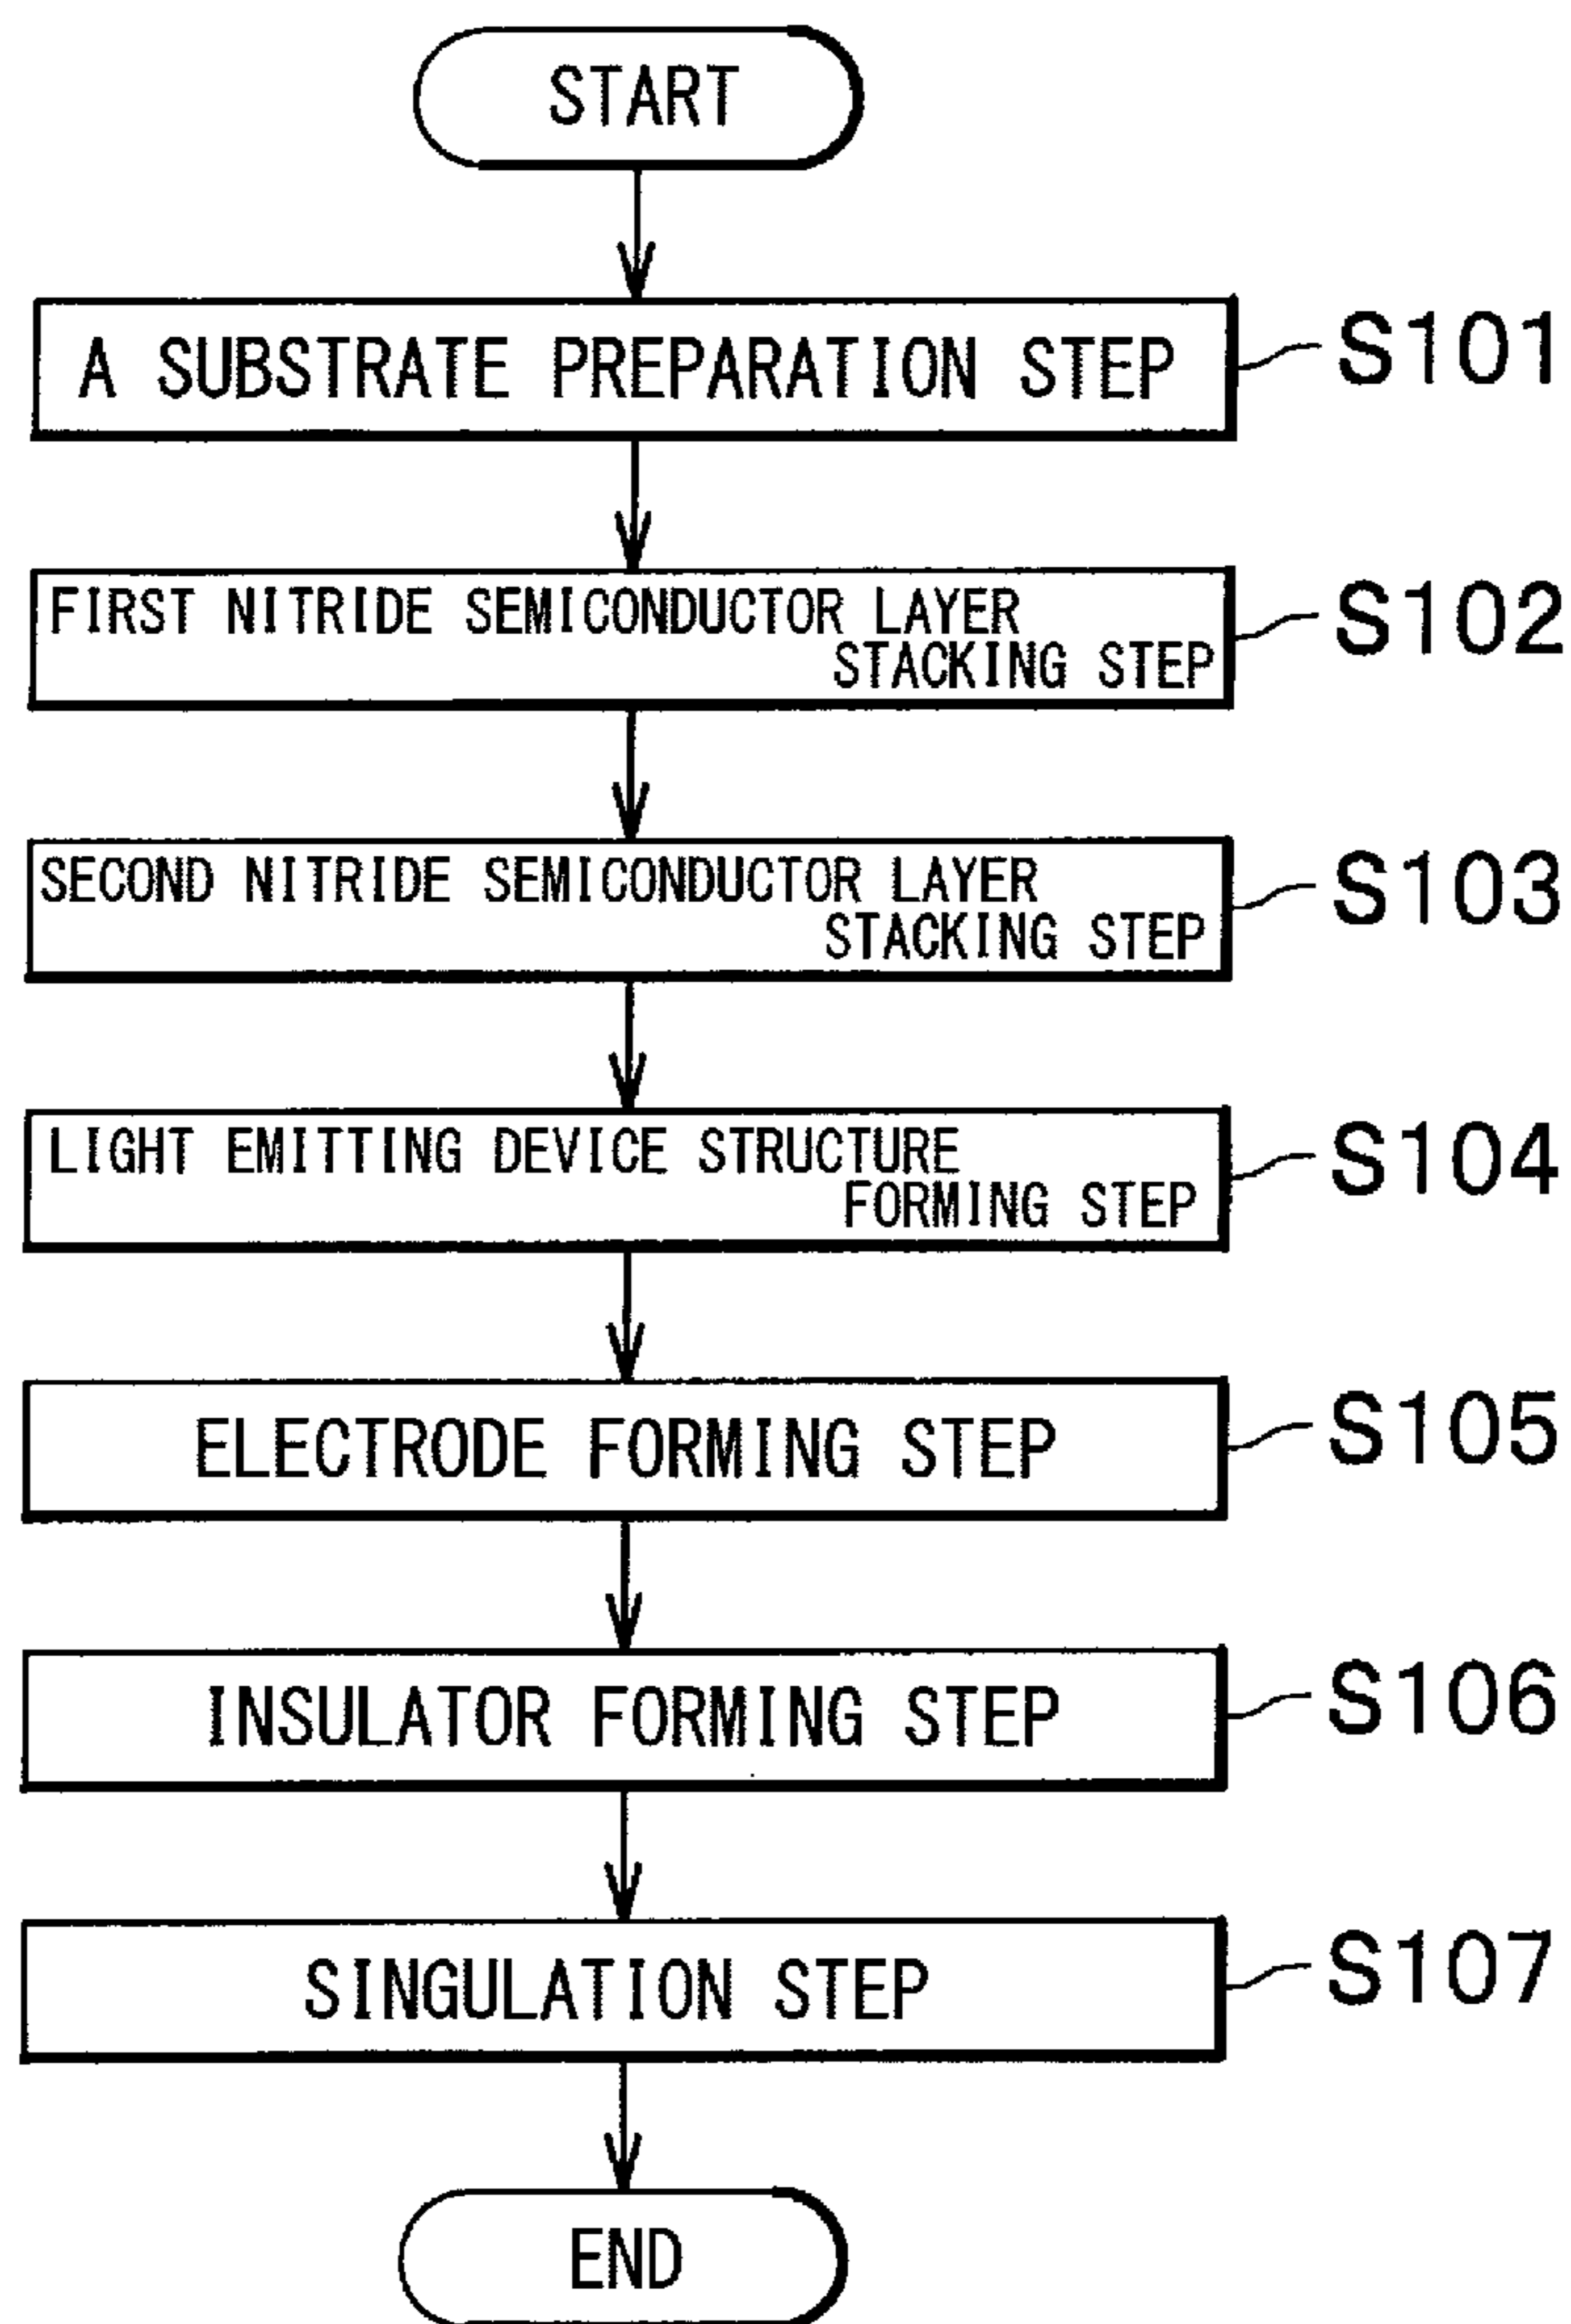 START
A SUBSTRATE PREPARATION STEP
S101
FIRST NITRIDE SEMICONDUCTOR LAYER
STACKING STEP
S102
SECOND NITRIDE SEMICONDUCTOR LAYER
STACKING STEP
S103
LIGHT EMITTING DEVICE STRUCTURE
FORMING STEP
S104
ELECTRODE FORMING STEP
S105
INSULATOR FORMING STEP
S106
SINGULATION STEP
S107
END